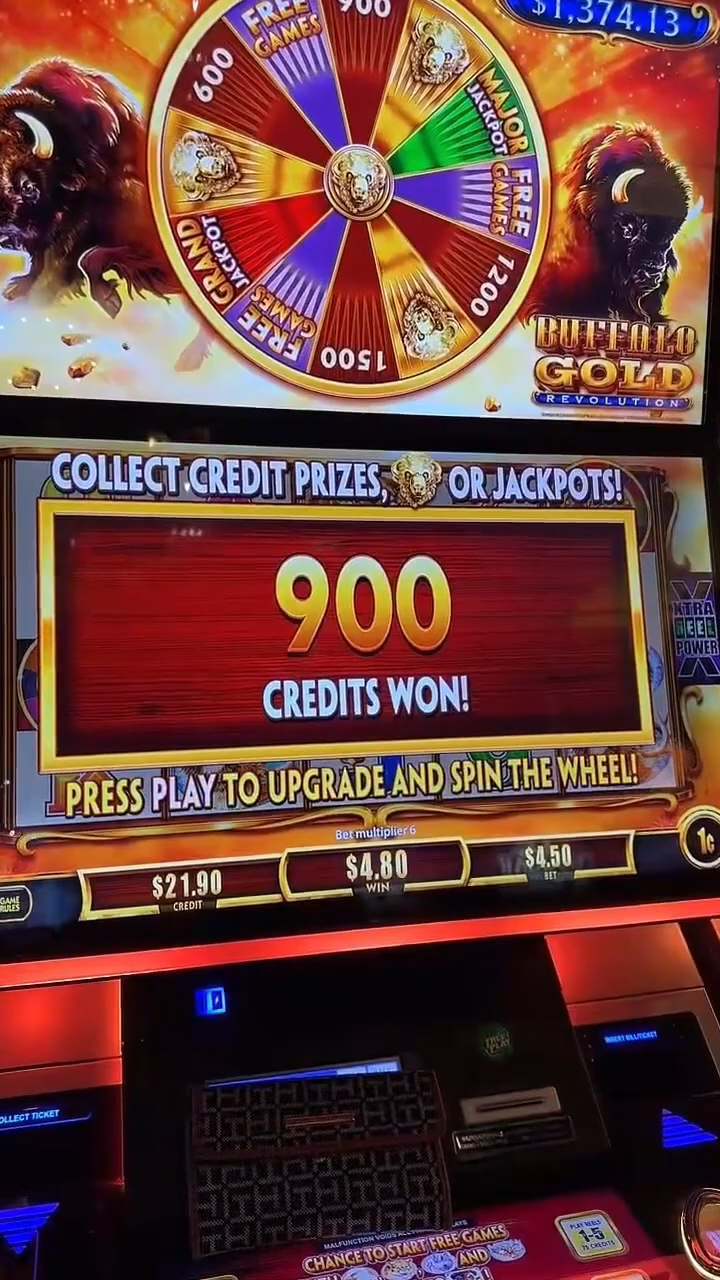 $1,374.13
900
FREE GAMES
600
MAJOR JACKPOT
FREE GAMES
GRAND JACKPOT
1200
FREE GAMES
1500
BUFFALO
GOLD
REVOLUTION
COLLECT CREDIT PRIZES, OR JACKPOTS!
900
CREDITS WON!
XTRA
REEL
POWER
PRESS PLAY TO UPGRADE AND SPIN THE WHEEL!
Bet multiplier 6
1¢
GAME RULES
$21.90
CREDIT
$4.80
WIN
$4.50
BET
INSERT BILL/TICKET
COLLECT TICKET
MALFUNCTION VOIDS ALL
PLAYS
CHANCE TO START FREE GAMES
AND
PLAY REELS
1-5
75 CREDITS